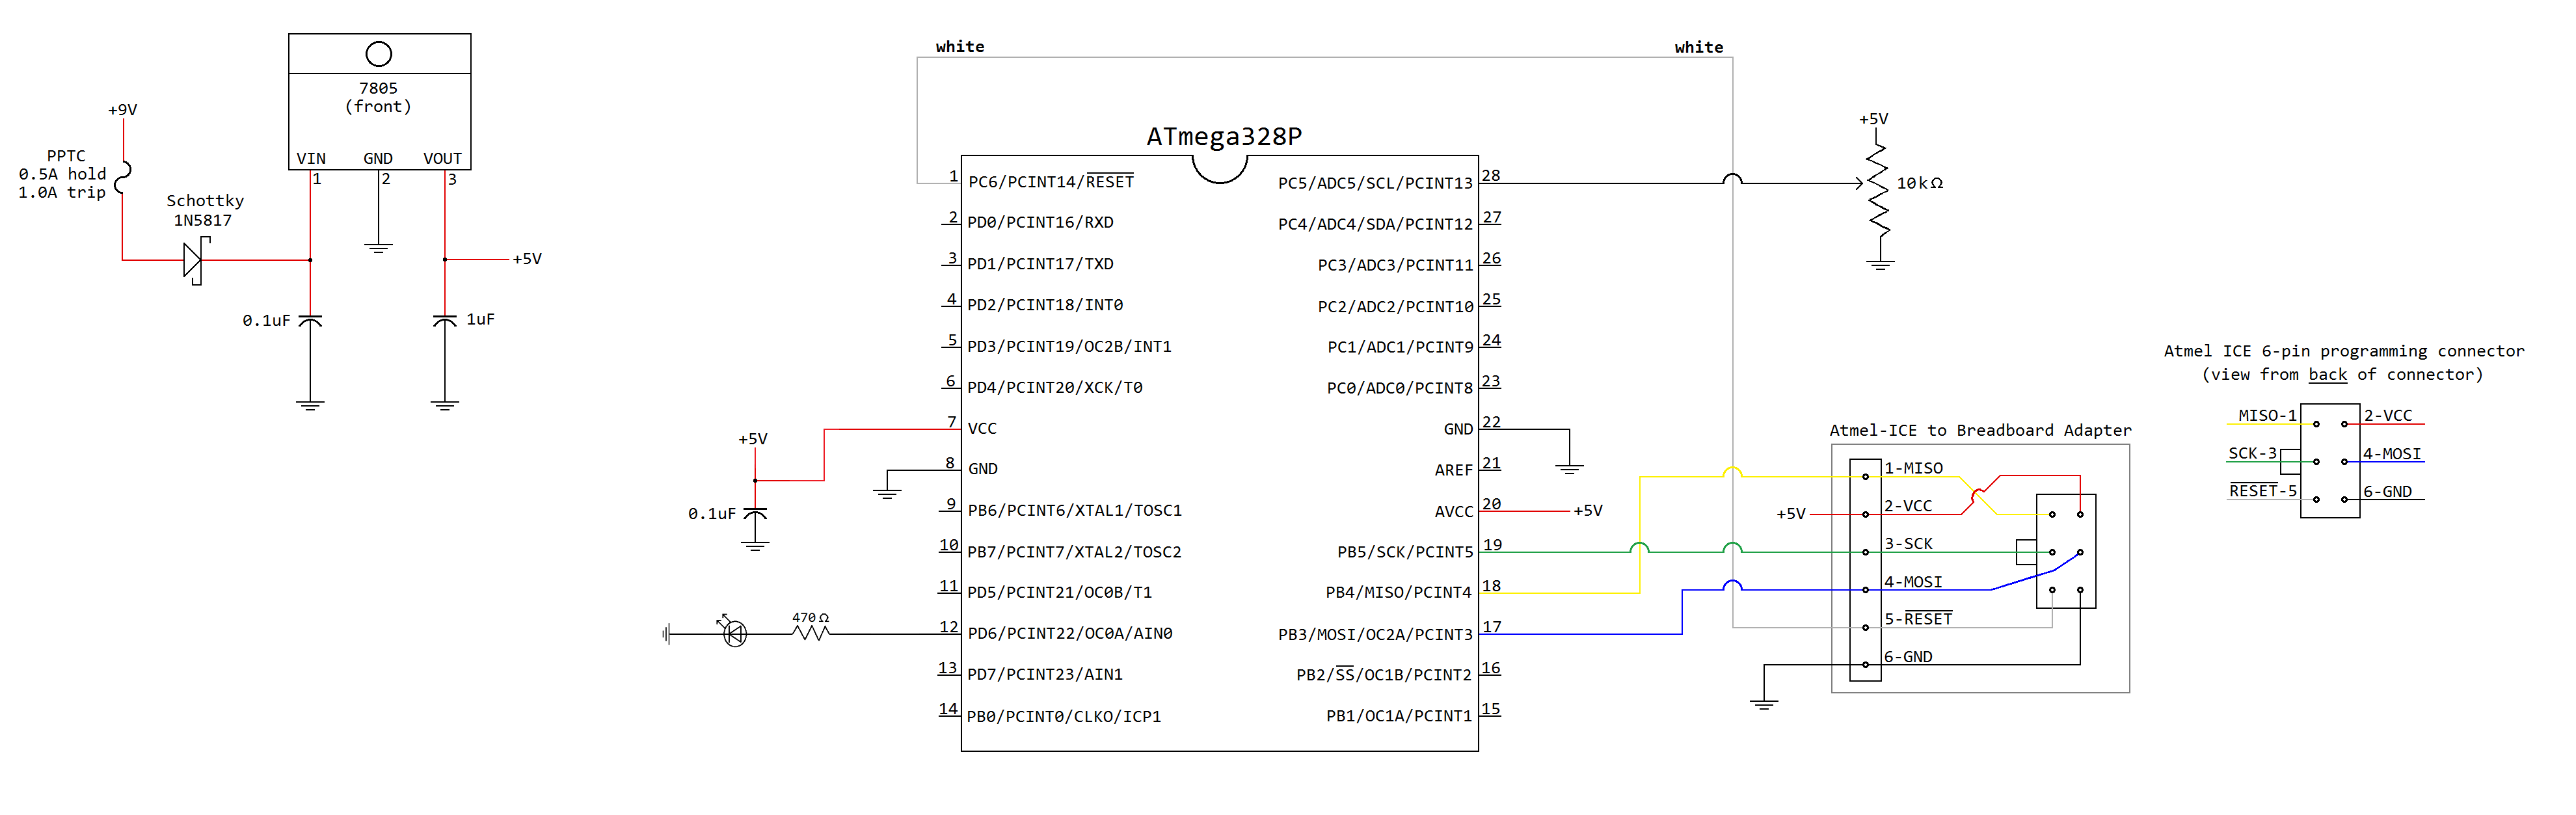 +9V
PPTC
0.5A hold
1.0A trip
Schottky
1N5817
7805
(front)
VIN GND VOUT
1 2 3
+5V
0.1uF
1uF
white white
ATmega328P
1 PC6/PCINT14/RESET
2 PD0/PCINT16/RXD
3 PD1/PCINT17/TXD
4 PD2/PCINT18/INT0
5 PD3/PCINT19/OC2B/INT1
6 PD4/PCINT20/XCK/T0
7 VCC
8 GND
9 PB6/PCINT6/XTAL1/TOSC1
10 PB7/PCINT7/XTAL2/TOSC2
11 PD5/PCINT21/OC0B/T1
12 PD6/PCINT22/OC0A/AIN0
13 PD7/PCINT23/AIN1
14 PB0/PCINT0/CLKO/ICP1
+5V
0.1uF
470Ω
PC5/ADC5/SCL/PCINT13 28
PC4/ADC4/SDA/PCINT12 27
PC3/ADC3/PCINT11 26
PC2/ADC2/PCINT10 25
PC1/ADC1/PCINT9 24
PC0/ADC0/PCINT8 23
GND 22
AREF 21
AVCC 20 +5V
PB5/SCK/PCINT5 19
PB4/MISO/PCINT4 18
PB3/MOSI/OC2A/PCINT3 17
PB2/SS/OC1B/PCINT2 16
PB1/OC1A/PCINT1 15
+5V
10kΩ
Atmel-ICE to Breadboard Adapter
1-MISO
+5V 2-VCC
3-SCK
4-MOSI
5-RESET
6-GND
Atmel ICE 6-pin programming connector
(view from back of connector)
MISO-1 2-VCC
SCK-3 4-MOSI
RESET-5 6-GND